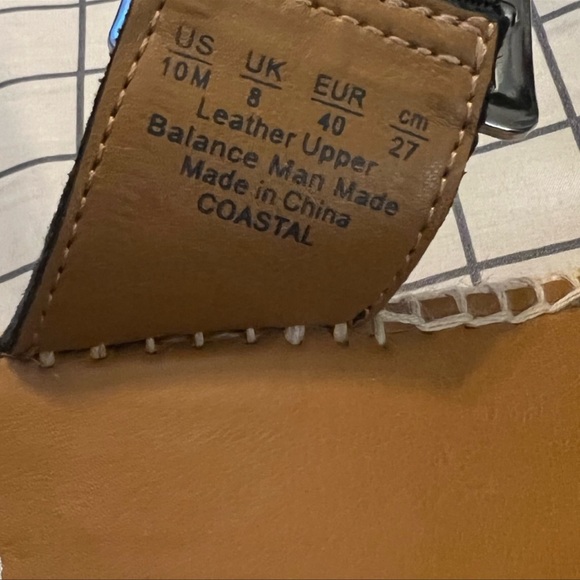 US UK EUR cm
10M 8 40 27
Leather Upper
Balance Man Made
Made in China
COASTAL